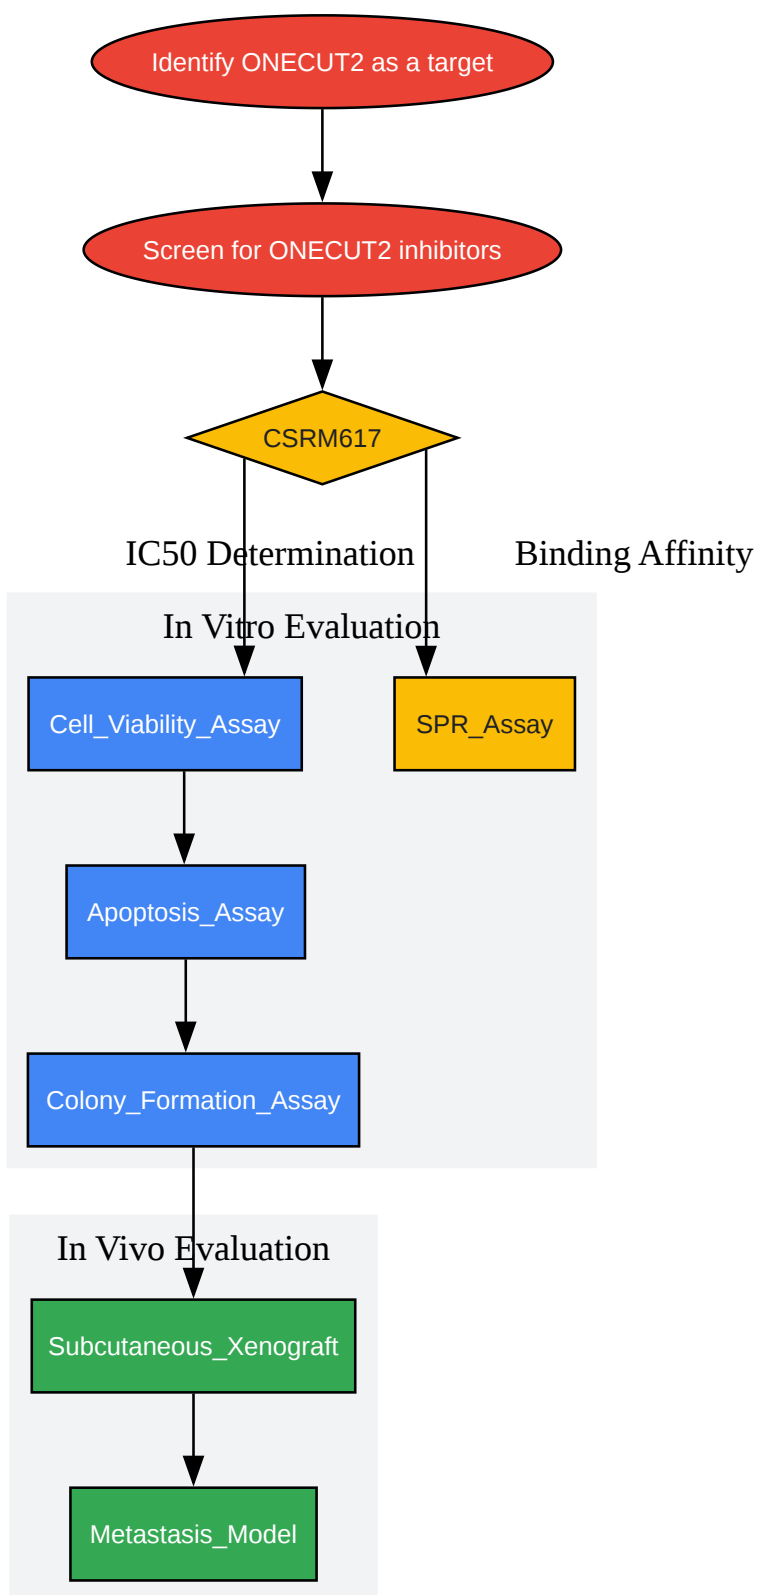 Identify ONECUT2 as a target
Screen for ONECUT2 inhibitors
CSRM617
IC50 Determination
Binding Affinity
In Vitro Evaluation
Cell_Viability_Assay
SPR_Assay
Apoptosis_Assay
Colony_Formation_Assay
In Vivo Evaluation
Subcutaneous_Xenograft
Metastasis_Model